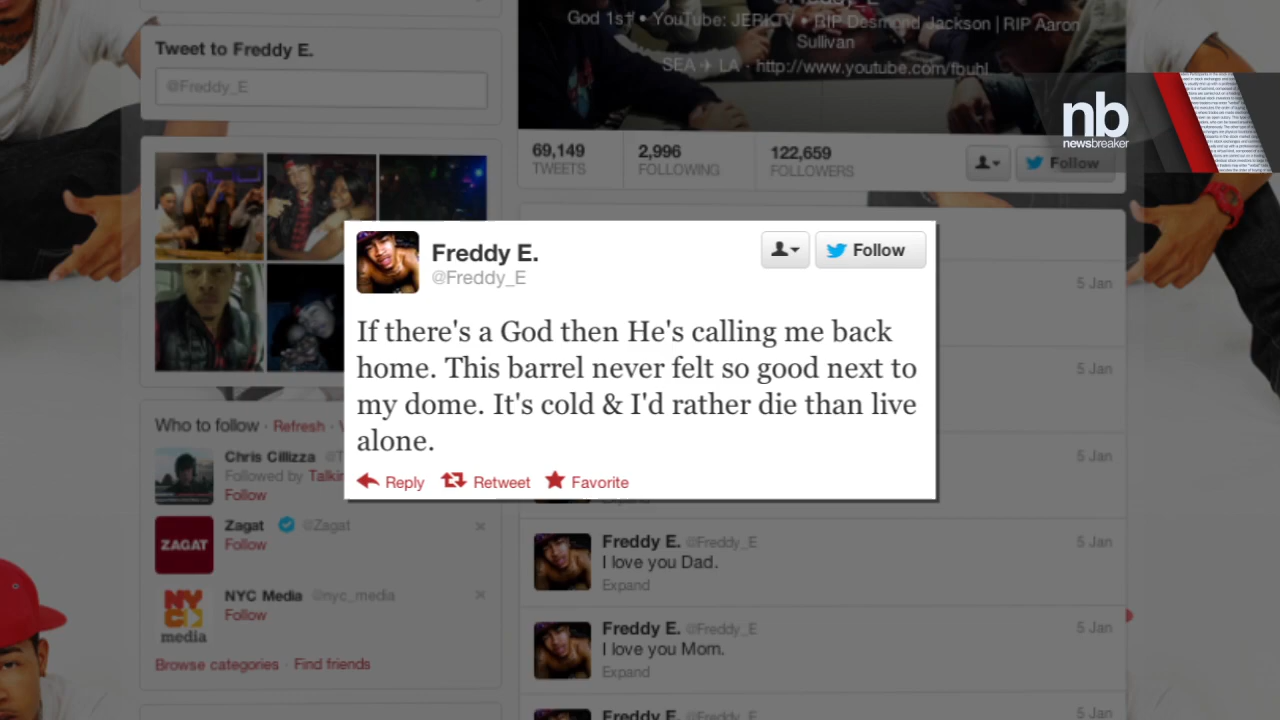 God 1st! • YouTube: JERKTV • RIP Desmond Jackson | RIP Aaron
Sullivan
SEA ✈ LA · http://www.youtube.com/fbuhl
Tweet to Freddy E.
@Freddy_E
nb
newsbreaker
69,149
TWEETS
2,996
FOLLOWING
122,659
FOLLOWERS
Follow
Freddy E.
@Freddy_E
Follow
If there's a God then He's calling me back
home. This barrel never felt so good next to
my dome. It's cold & I'd rather die than live
alone.
Reply Retweet Favorite
5 Jan
5 Jan
5 Jan
Who to follow · Refresh ·
Chris Cillizza
Followed by
Follow
Zagat @Zagat
Follow
ZAGAT
NYC Media @nyc_media
Follow
NYC
media
Browse categories · Find friends
Freddy E. @Freddy_E 5 Jan
I love you Dad.
Expand
Freddy E. @Freddy_E 5 Jan
I love you Mom.
Expand
Freddy E. @Freddy_E 5 Jan